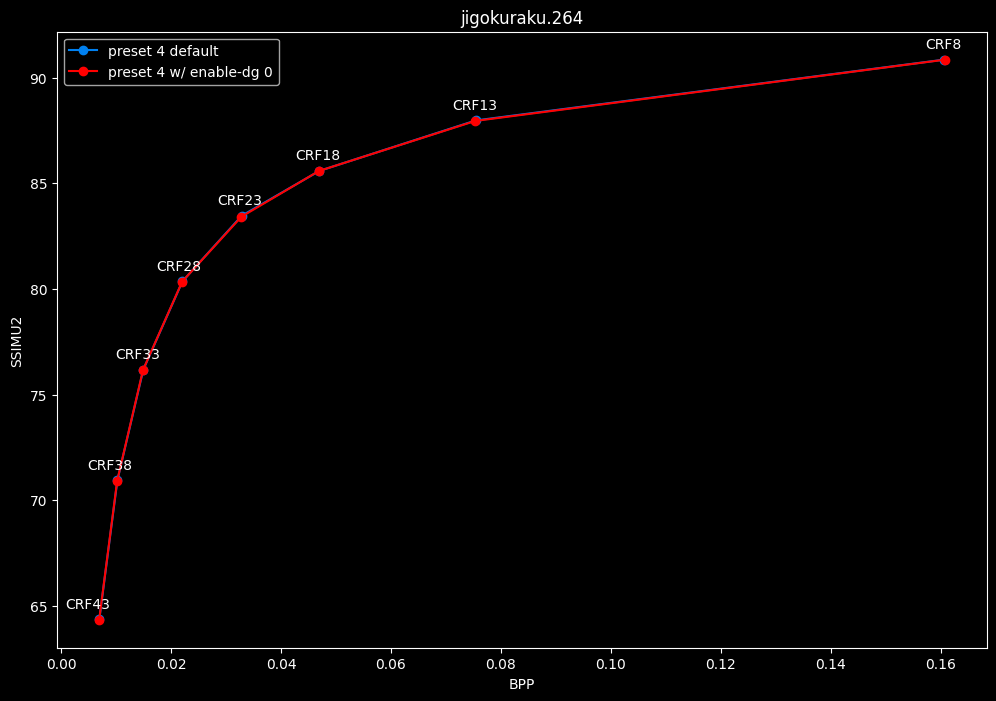 jigokuraku.264
preset 4 default
preset 4 w/ enable-dg 0
CRF8
CRF13
CRF18
CRF23
CRF28
CRF33
CRF38
CRF43
90
85
80
75
70
65
SSIMU2
0.00 0.02 0.04 0.06 0.08 0.10 0.12 0.14 0.16
BPP